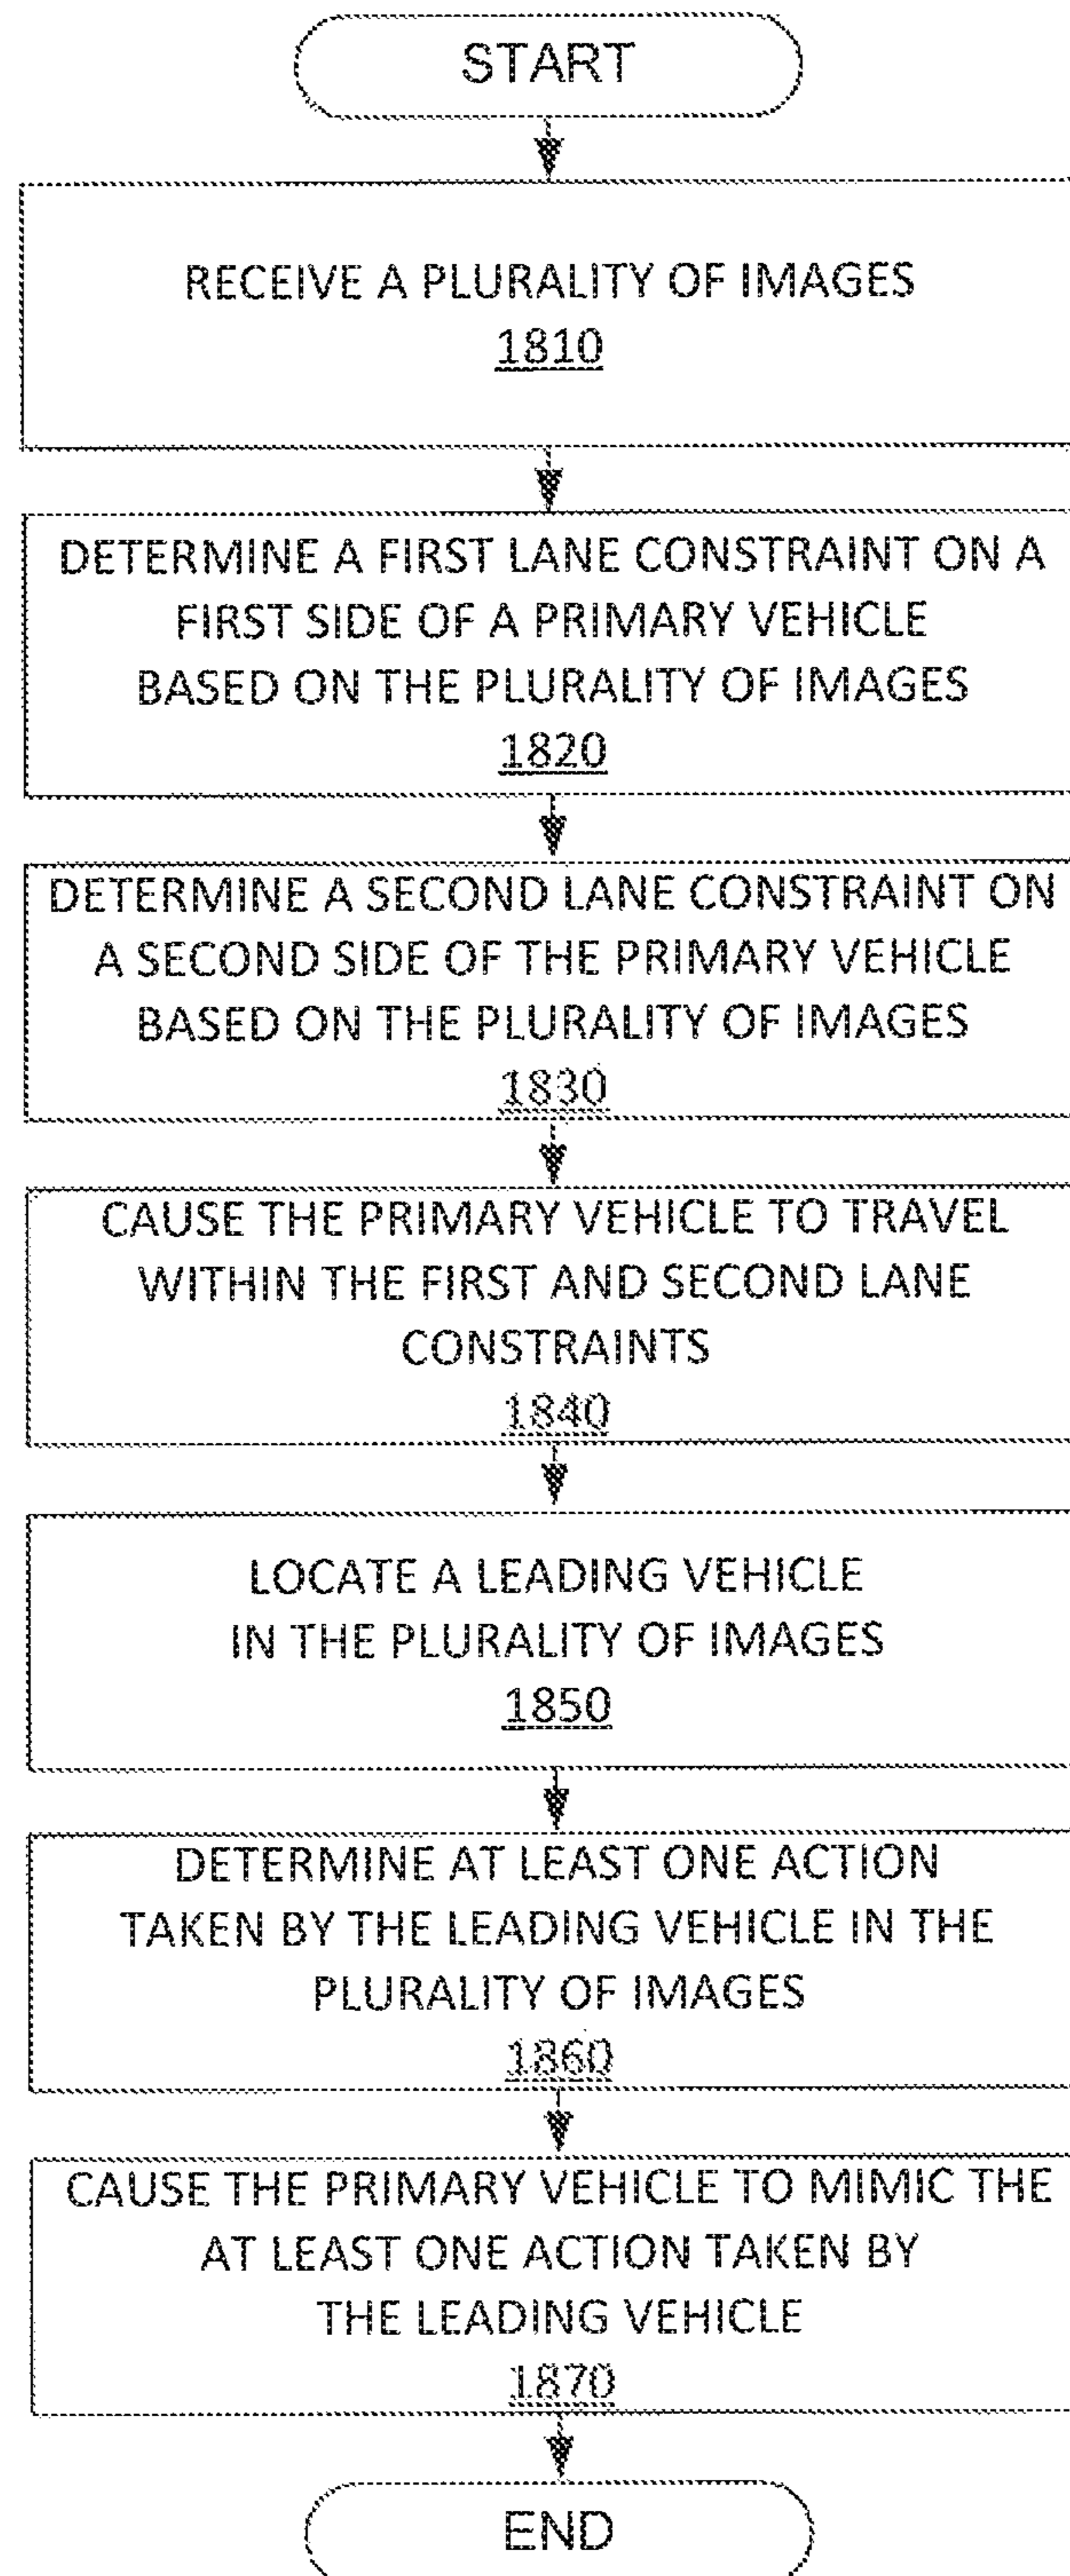 START
RECEIVE A PLURALITY OF IMAGES
1810
DETERMINE A FIRST LANE CONSTRAINT ON A
FIRST SIDE OF A PRIMARY VEHICLE
BASED ON THE PLURALITY OF IMAGES
1820
DETERMINE A SECOND LANE CONSTRAINT ON
A SECOND SIDE OF THE PRIMARY VEHICLE
BASED ON THE PLURALITY OF IMAGES
1830
CAUSE THE PRIMARY VEHICLE TO TRAVEL
WITHIN THE FIRST AND SECOND LANE
CONSTRAINTS
1840
LOCATE A LEADING VEHICLE
IN THE PLURALITY OF IMAGES
1850
DETERMINE AT LEAST ONE ACTION
TAKEN BY THE LEADING VEHICLE IN THE
PLURALITY OF IMAGES
1860
CAUSE THE PRIMARY VEHICLE TO MIMIC THE
AT LEAST ONE ACTION TAKEN BY
THE LEADING VEHICLE
1870
END